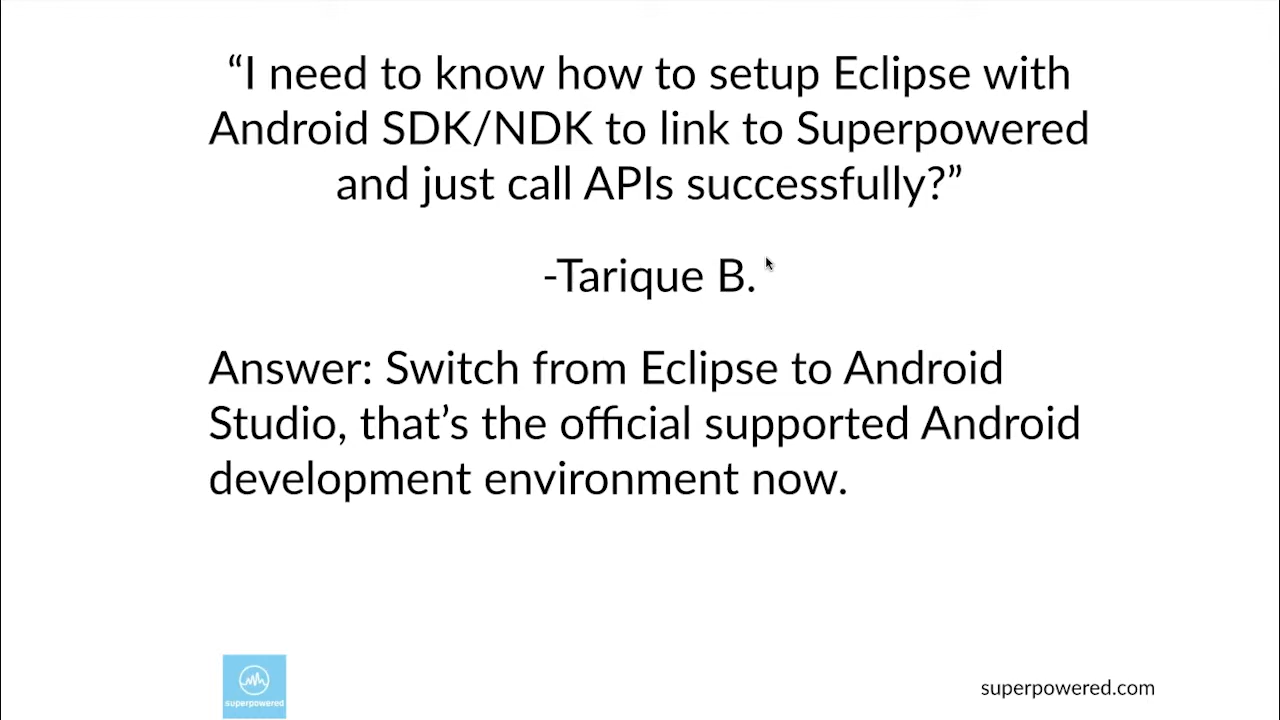 “I need to know how to setup Eclipse with
Android SDK/NDK to link to Superpowered
and just call APIs successfully?”
-Tarique B.
Answer: Switch from Eclipse to Android
Studio, that’s the official supported Android
development environment now.
superpowered
superpowered.com